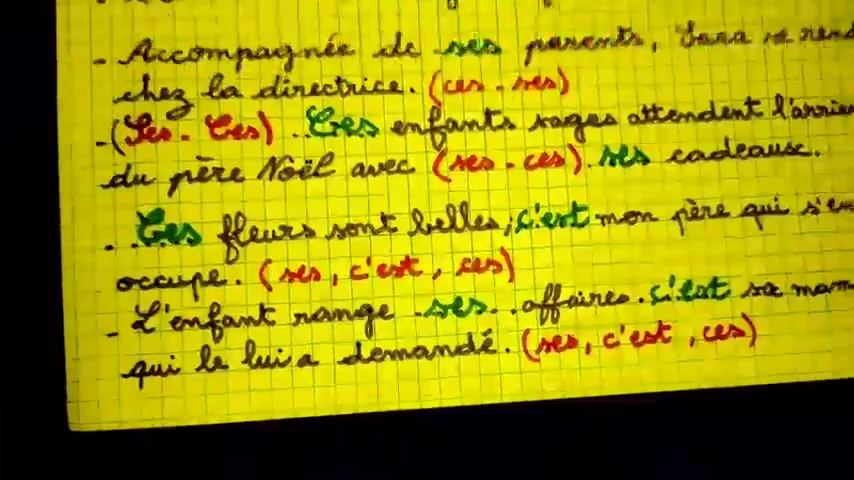 - Accompagnée de ses parents, Sara se rend
chez la directrice. (ces - ses)
- (Ses - Ces) .. Ces enfants sages attendent
du père Noël avec (ses - ces). ses cadeaux.
- .. Ces fleurs sont belles, c'est mon père qui s'en
occupe. (ses, c'est, ces)
- L'enfant range .ses.. affaires. c'est sa
qui le lui a demandé. (ses, c'est, ces)